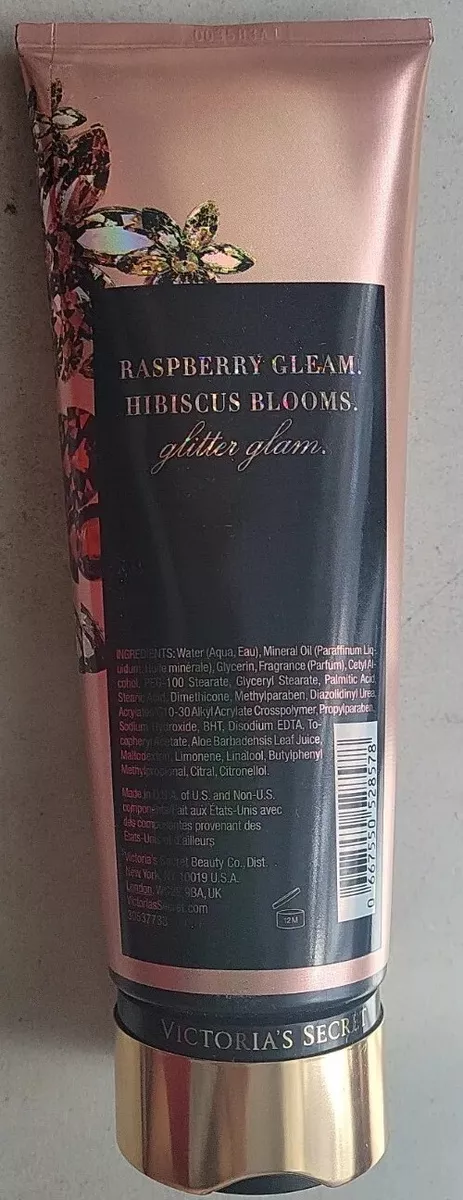 RASPBERRY GLEAM.
HIBISCUS BLOOMS.
glitter glam.
INGREDIENTS: Water (Aqua, Eau), Mineral Oil (Paraffinum Liq-
uidum, Huile minérale), Glycerin, Fragrance (Parfum), Cetyl Al-
cohol, PEG-100 Stearate, Glyceryl Stearate, Palmitic Acid,
Stearic Acid, Dimethicone, Methylparaben, Diazolidinyl Urea,
Acrylates/C10-30 Alkyl Acrylate Crosspolymer, Propylparaben,
Sodium Hydroxide, BHT, Disodium EDTA, To-
copheryl Acetate, Aloe Barbadensis Leaf Juice,
Maltodextrin, Limonene, Linalool, Butylphenyl
Methylpropional, Citral, Citronellol.
Made in U.S.A. of U.S. and Non-U.S.
components Fait aux États-Unis avec
des composantes provenant des
États-Unis et d'ailleurs
Victoria's Secret Beauty Co., Dist.
New York, NY 10019 U.S.A.
London, 9BA, UK
VictoriasSecret.com
30537733
12M
0 667550 528578
VICTORIA'S SECRET